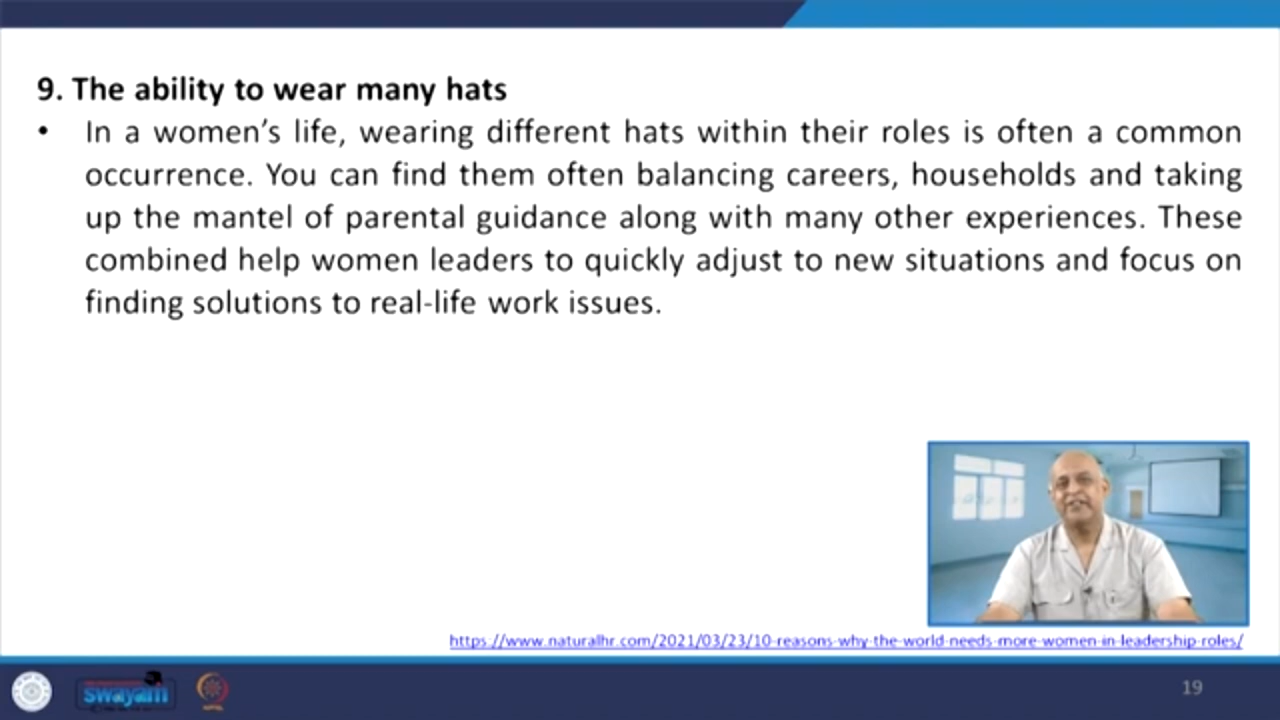 9. The ability to wear many hats
• In a women's life, wearing different hats within their roles is often a common
occurrence. You can find them often balancing careers, households and taking
up the mantel of parental guidance along with many other experiences. These
combined help women leaders to quickly adjust to new situations and focus on
finding solutions to real-life work issues.
https://www.naturalhr.com/2021/03/23/10-reasons-why-the-world-needs-more-women-in-leadership-roles/
swayam
19